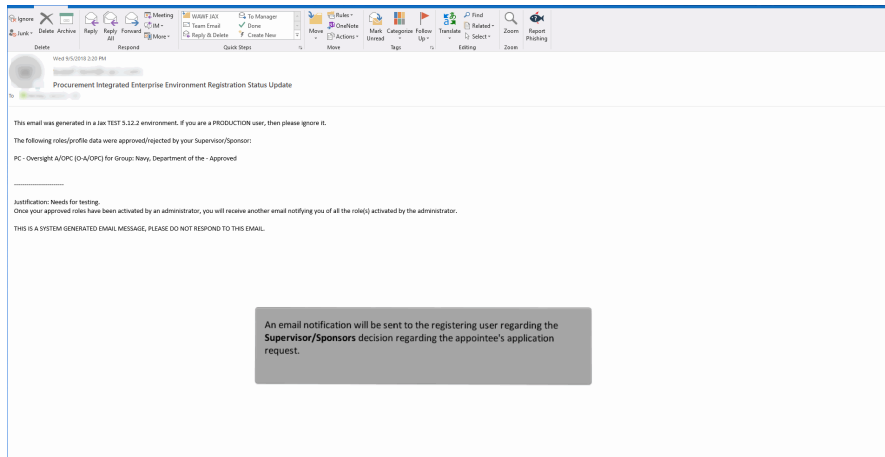 Ignore
Junk
Delete
Archive
Reply
Reply All
Forward
Meeting
IM
More
WAWF JAX
Team Email
Reply & Delete
To Manager
Done
Create New
Move
Rules
OneNote
Actions
Mark Unread
Categorize
Follow Up
Translate
Find
Related
Select
Zoom
Report Phishing
Delete
Respond
Quick Steps
Move
Tags
Editing
Zoom
Wed 9/5/2018 2:20 PM
Procurement Integrated Enterprise Environment Registration Status Update
To
This email was generated in a Jax TEST 5.12.2 environment. If you are a PRODUCTION user, then please ignore it.
The following roles/profile data were approved/rejected by your Supervisor/Sponsor:
PC - Oversight A/OPC (O-A/OPC) for Group: Navy, Department of the - Approved
------------------------
Justification: Needs for testing.
Once your approved roles have been activated by an administrator, you will receive another email notifying you of all the role(s) activated by the administrator.
THIS IS A SYSTEM GENERATED EMAIL MESSAGE, PLEASE DO NOT RESPOND TO THIS EMAIL.
An email notification will be sent to the registering user regarding the
Supervisor/Sponsors decision regarding the appointee's application
request.